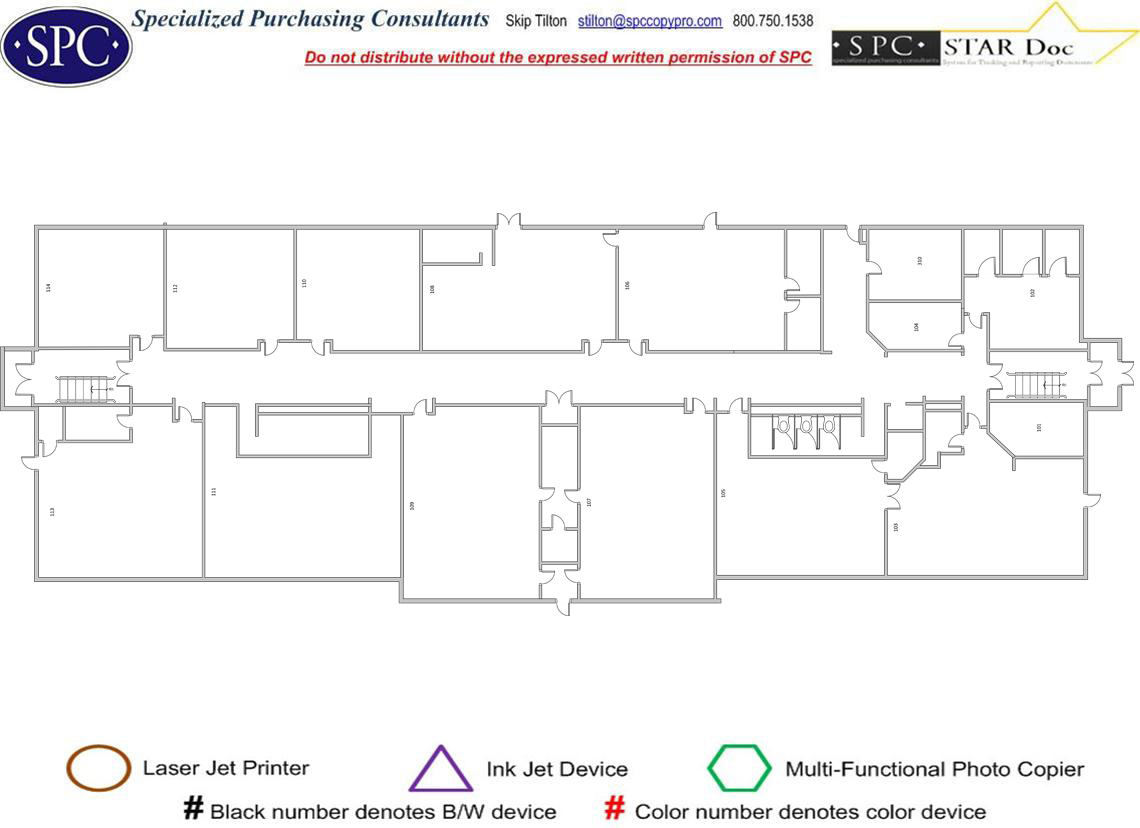 ·SPC·
Specialized Purchasing Consultants Skip Tilton stilton@spccopypro.com 800.750.1538
Do not distribute without the expressed written permission of SPC
·SPC· STAR Doc
specialized purchasing consultants System for Tracking and Reporting Documents
114
112
110
108
106
310
104
102
101
113
111
109
107
105
103
Laser Jet Printer
Ink Jet Device
Multi-Functional Photo Copier
# Black number denotes B/W device
# Color number denotes color device